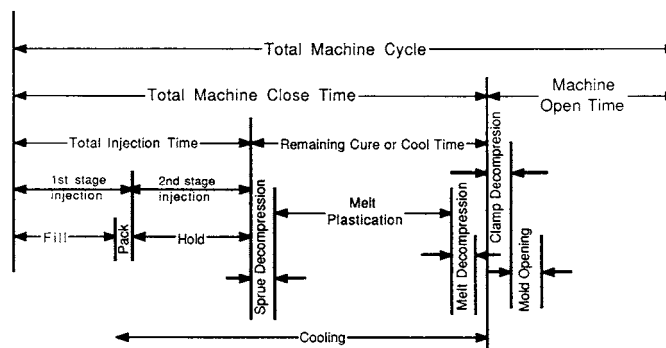 Total Machine Cycle
Total Machine Close Time
Machine
Open Time
Total Injection Time
Remaining Cure or Cool Time
1st stage
injection
2nd stage
injection
Fill
Pack
Hold
Sprue Decompression
Melt
Plastication
Melt Decompression
Clamp Decompression
Mold Opening
Cooling